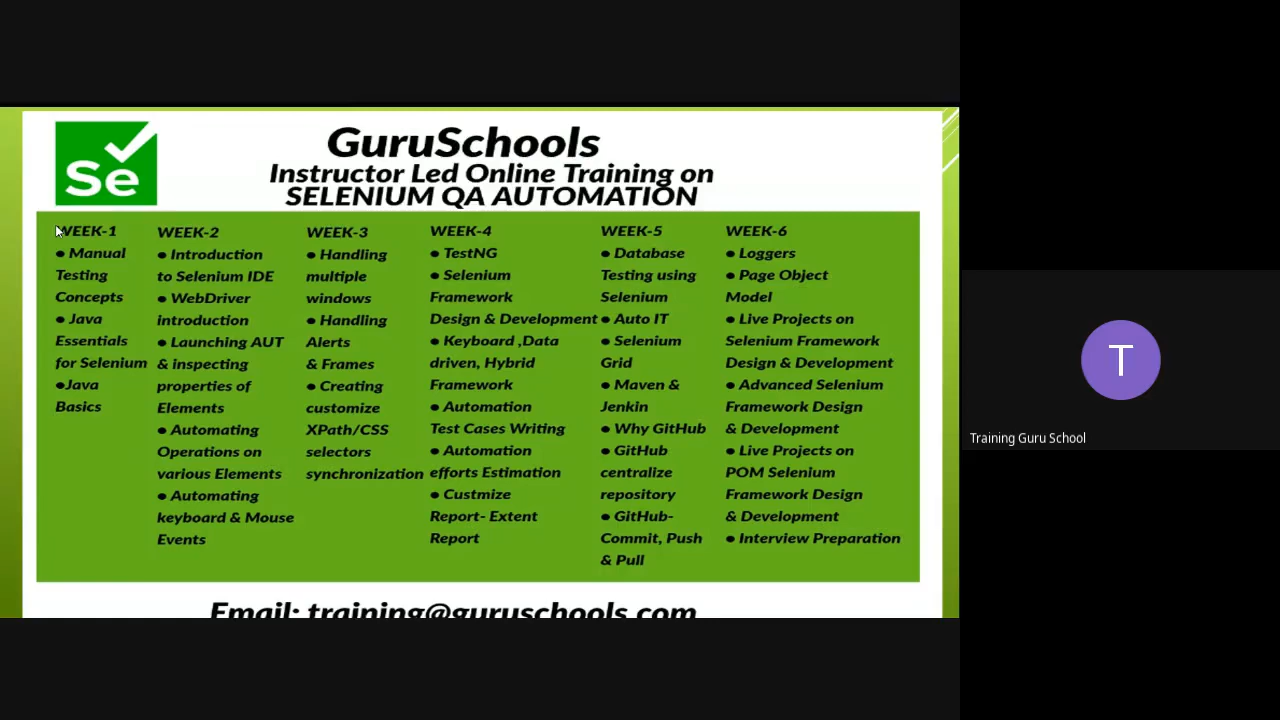 Se
GuruSchools
Instructor Led Online Training on
SELENIUM QA AUTOMATION
WEEK-1
● Manual
Testing
Concepts
● Java
Essentials
for Selenium
●Java
Basics
WEEK-2
● Introduction
to Selenium IDE
● WebDriver
introduction
● Launching AUT
& inspecting
properties of
Elements
● Automating
Operations on
various Elements
● Automating
keyboard & Mouse
Events
WEEK-3
● Handling
multiple
windows
● Handling
Alerts
& Frames
● Creating
customize
XPath/CSS
selectors
synchronization
WEEK-4
● TestNG
● Selenium
Framework
Design & Development
● Keyboard ,Data
driven, Hybrid
Framework
● Automation
Test Cases Writing
● Automation
efforts Estimation
● Custmize
Report- Extent
Report
WEEK-5
● Database
Testing using
Selenium
● Auto IT
● Selenium
Grid
● Maven &
Jenkin
● Why GitHub
● GitHub
centralize
repository
● GitHub-
Commit, Push
& Pull
WEEK-6
● Loggers
● Page Object
Model
● Live Projects on
Selenium Framework
Design & Development
● Advanced Selenium
Framework Design
& Development
● Live Projects on
POM Selenium
Framework Design
& Development
● Interview Preparation
Email: training@guruschools.com
T
Training Guru School